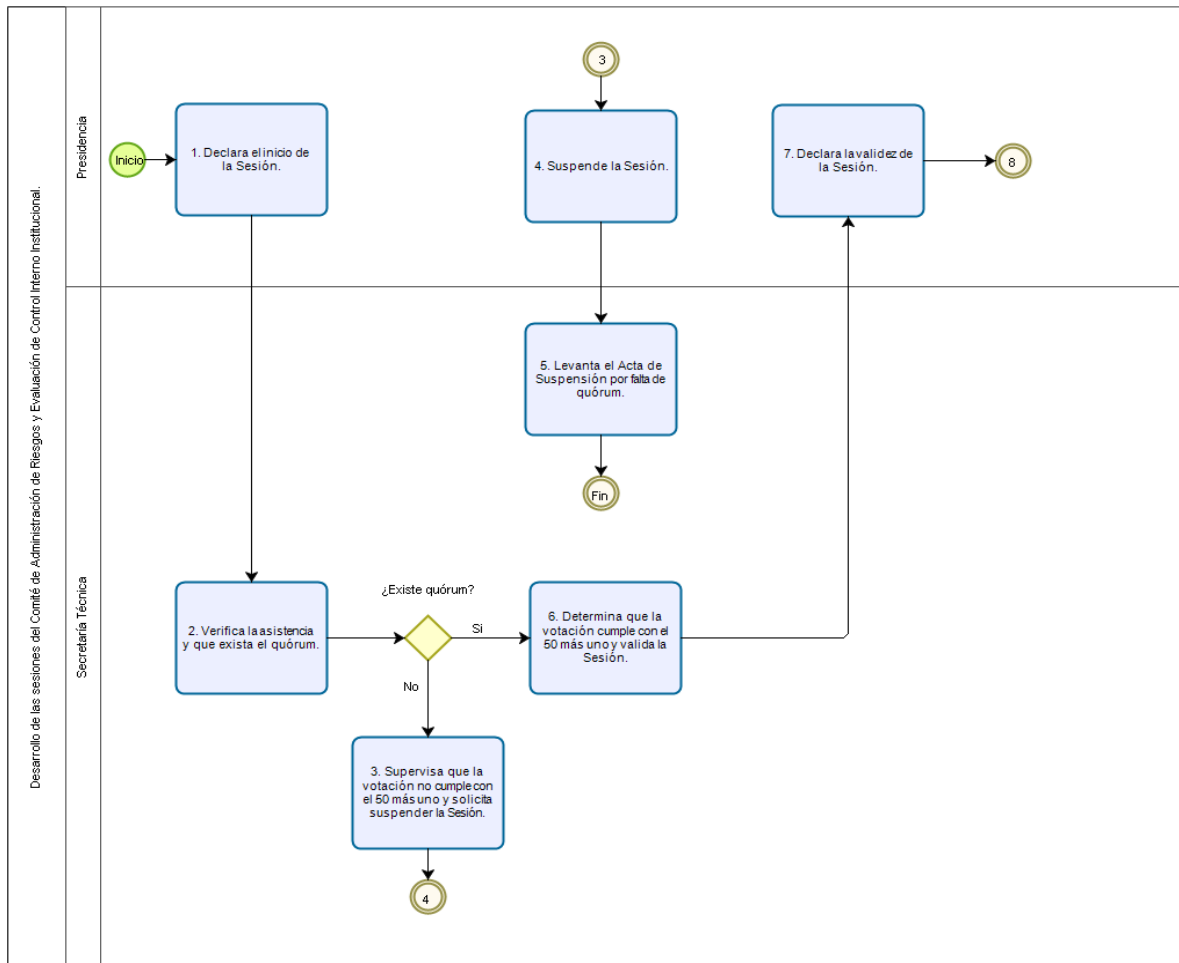 Desarrollo de las sesiones del Comité de Administración de Riesgos y Evaluación de Control Interno Institucional.
Presidencia
Inicio
1. Declara el inicio de
la Sesión.
3
4. Suspende la Sesión.
7. Declara la validez de
la Sesión.
8
Secretaría Técnica
5. Levanta el Acta de
Suspensión por falta de
quórum.
Fin
2. Verifica la asistencia
y que exista el quórum.
¿Existe quórum?
Si
No
6. Determina que la
votación cumple con el
50 más uno y valida la
Sesión.
3. Supervisa que la
votación no cumple con
el 50 más uno y solicita
suspender la Sesión.
4